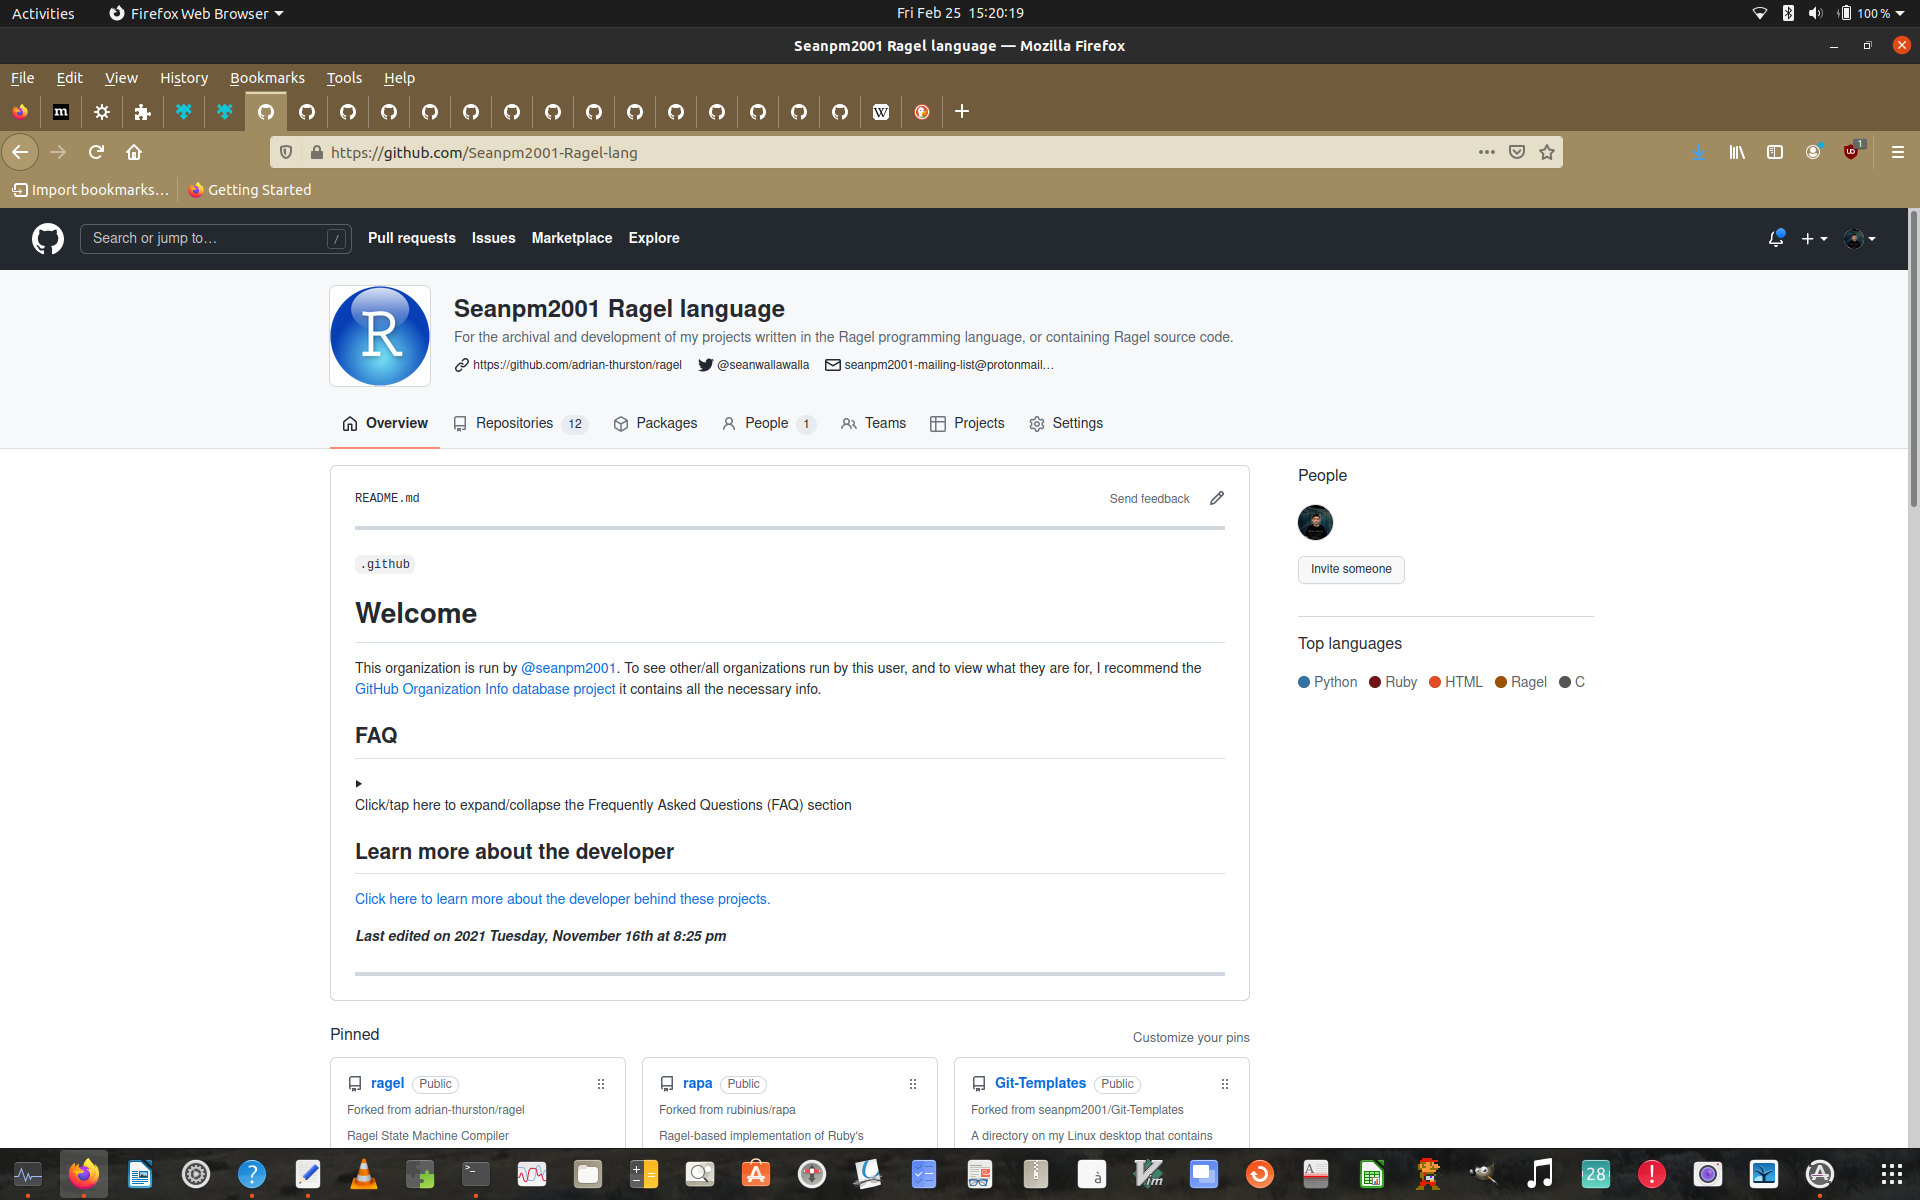 Activities Firefox Web Browser Fri Feb 25 15:20:19 100 %
Seanpm2001 Ragel language — Mozilla Firefox
File Edit View History Bookmarks Tools Help
m W
https://github.com/Seanpm2001-Ragel-lang 1
Import bookmarks… Getting Started
Search or jump to… / Pull requests Issues Marketplace Explore
R
Seanpm2001 Ragel language
For the archival and development of my projects written in the Ragel programming language, or containing Ragel source code.
https://github.com/adrian-thurston/ragel @seanwallawalla seanpm2001-mailing-list@protonmail…
Overview Repositories 12 Packages People 1 Teams Projects Settings
README.md Send feedback
.github
Welcome
This organization is run by @seanpm2001. To see other/all organizations run by this user, and to view what they are for, I recommend the
GitHub Organization Info database project it contains all the necessary info.
FAQ
Click/tap here to expand/collapse the Frequently Asked Questions (FAQ) section
Learn more about the developer
Click here to learn more about the developer behind these projects.
Last edited on 2021 Tuesday, November 16th at 8:25 pm
People
Invite someone
Top languages
Python Ruby HTML Ragel C
Pinned Customize your pins
ragel Public
Forked from adrian-thurston/ragel
Ragel State Machine Compiler
rapa Public
Forked from rubinius/rapa
Ragel-based implementation of Ruby's
Git-Templates Public
Forked from seanpm2001/Git-Templates
A directory on my Linux desktop that contains
? >_ à Vim A 28 !